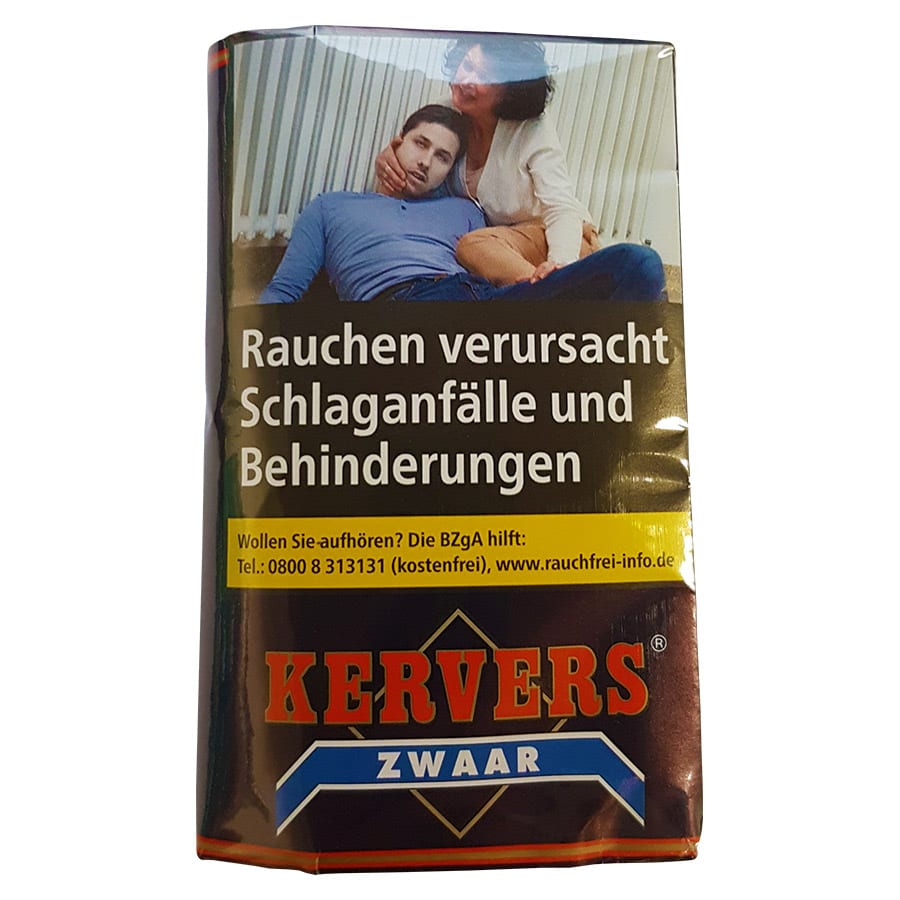 Rauchen verursacht
Schlaganfälle und
Behinderungen
Wollen Sie aufhören? Die BZgA hilft:
Tel.: 0800 8 313131 (kostenfrei), www.rauchfrei-info.de
KERVERS®
ZWAAR